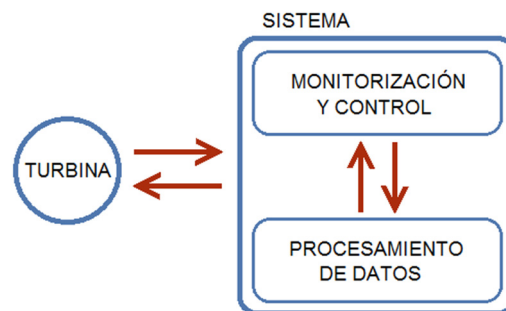 SISTEMA
MONITORIZACIÓN
Y CONTROL
TURBINA
PROCESAMIENTO
DE DATOS